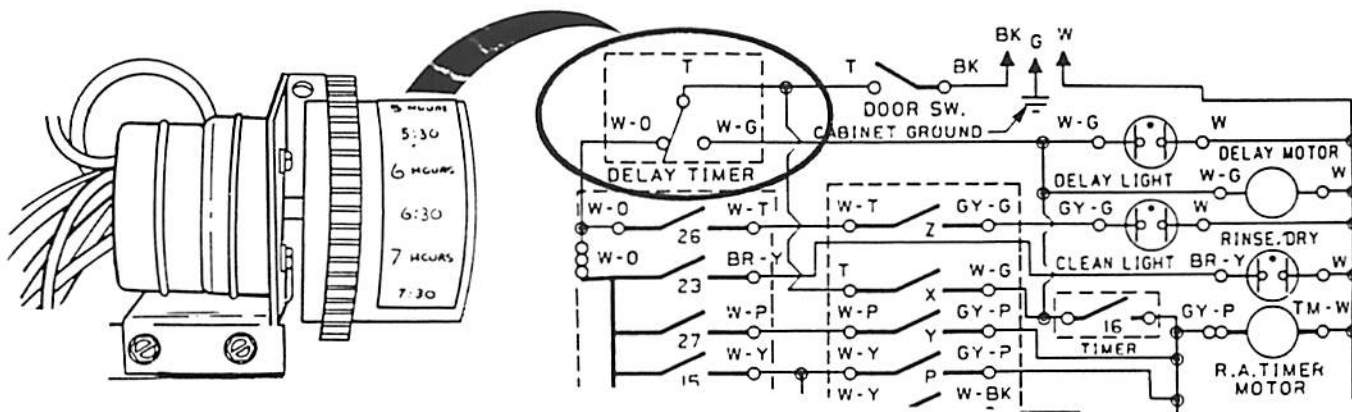 5 HOURS
5:30
6 HOURS
6:30
7 HOURS
7:30
BK G W
T T BK
DOOR SW.
CABINET GROUND
W-O W-G W-G W
DELAY TIMER
DELAY MOTOR
DELAY LIGHT W-G W
W-O W-T W-T GY-G GY-G W
26 Z
RINSE.DRY
W-O BR-Y CLEAN LIGHT BR-Y W
23 T W-G
X
W-P W-P GY-P GY-P TM-W
27 Y 16
TIMER
W-Y W-Y GY-P
15 P R.A.TIMER
MOTOR
W-Y W-BK